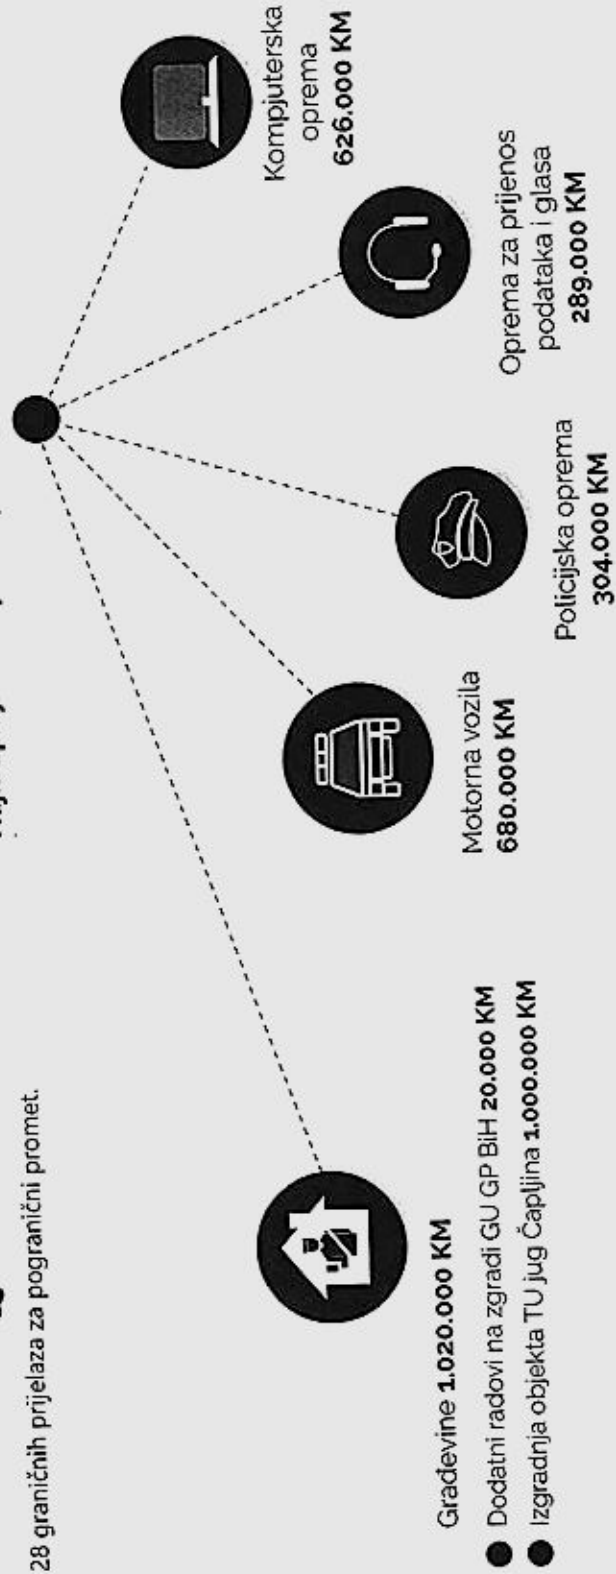 28 graničnih prijelaza za pogranični promet.
Građevine 1.020.000 KM
Dodatni radovi na zgradi GU GP BiH 20.000 KM
Izgradnja objekta TU jug Čapljina 1.000.000 KM
Motorna vozila
680.000 KM
Policijska oprema
304.000 KM
Oprema za prijenos
podataka i glasa
289.000 KM
Kompjuterska
oprema
626.000 KM